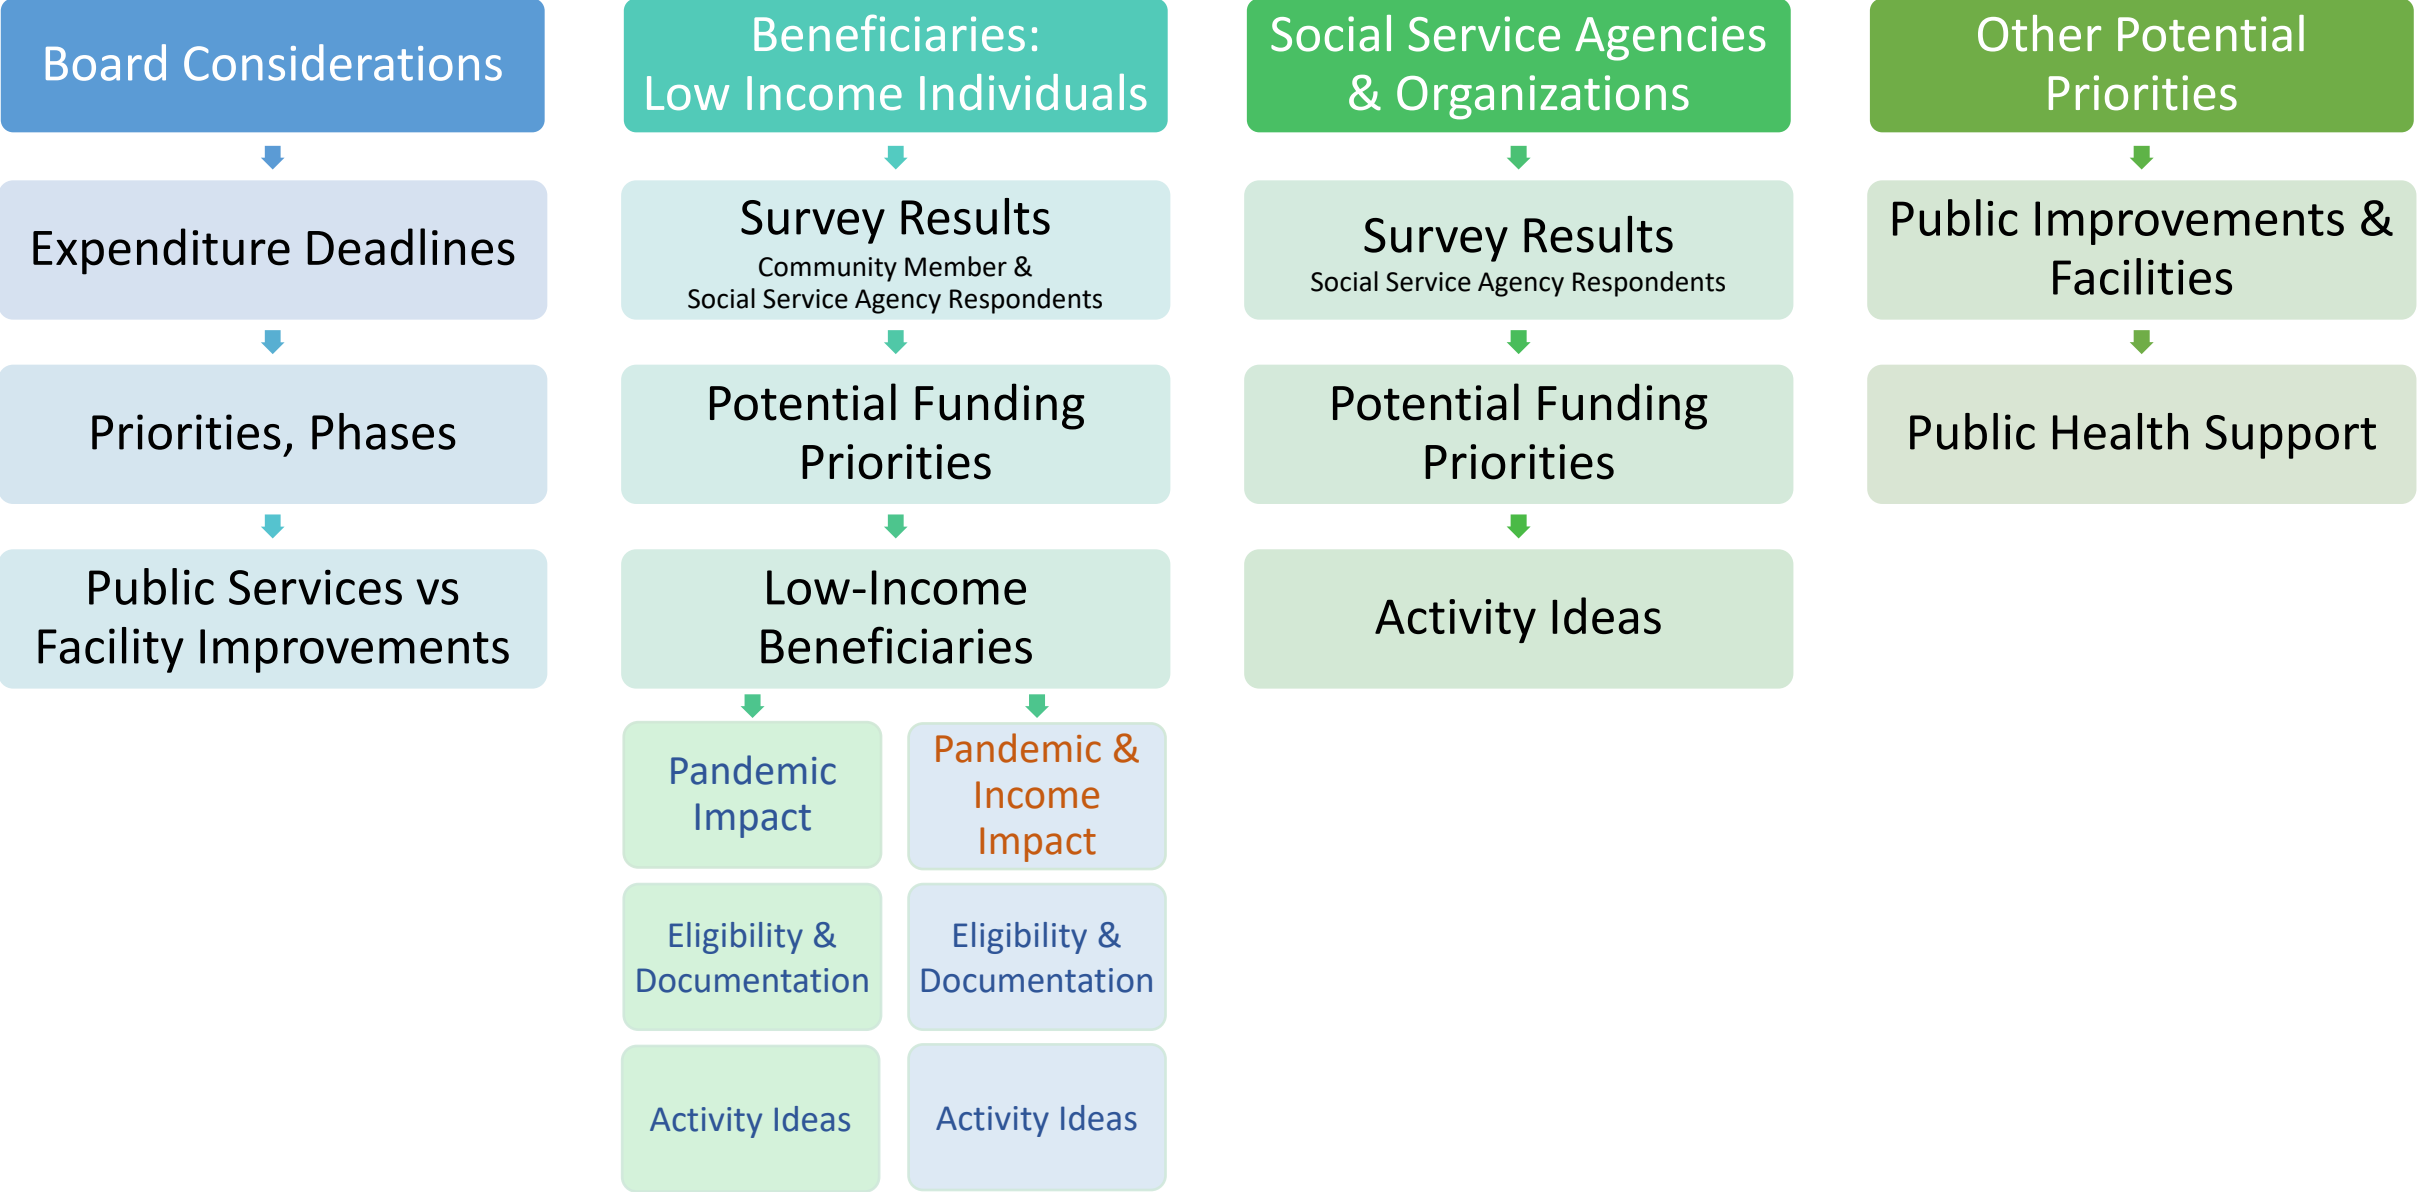 Board Considerations
Expenditure Deadlines
Priorities, Phases
Public Services vs
Facility Improvements
Beneficiaries:
Low Income Individuals
Survey Results
Community Member &
Social Service Agency Respondents
Potential Funding
Priorities
Low-Income
Beneficiaries
Pandemic
Impact
Eligibility &
Documentation
Activity Ideas
Pandemic &
Income
Impact
Eligibility &
Documentation
Activity Ideas
Social Service Agencies
& Organizations
Survey Results
Social Service Agency Respondents
Potential Funding
Priorities
Activity Ideas
Other Potential
Priorities
Public Improvements &
Facilities
Public Health Support